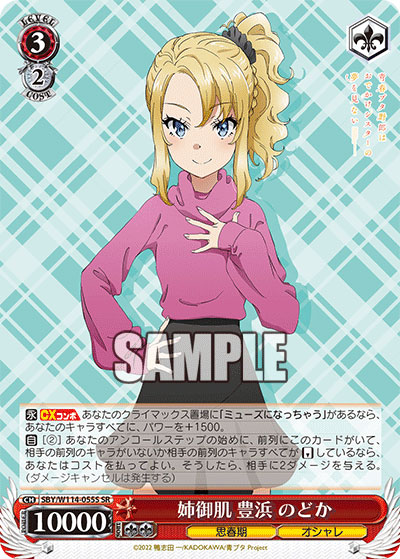 LEVEL
3
2
COST
青春ブタ野郎は
おでかけシスターの
夢を見ない
SAMPLE
永 CXコンボ あなたのクライマックス置場に「ミューズになっちゃう」があるなら、
あなたのキャラすべてに、パワーを+1500。
自 [②] あなたのアンコールステップの始めに、前列にこのカードがいて、
相手の前列のキャラがいないか相手の前列のキャラすべてが
しているなら、あなたはコストを払ってよい。そうしたら、相手に2ダメージを与える。
(ダメージキャンセルは発生する)
CH SBY/W114-055S SR
10000
姉御肌 豊浜 のどか
思春期
オシャレ
©2022 鴨志田 一/KADOKAWA/青ブタ Project